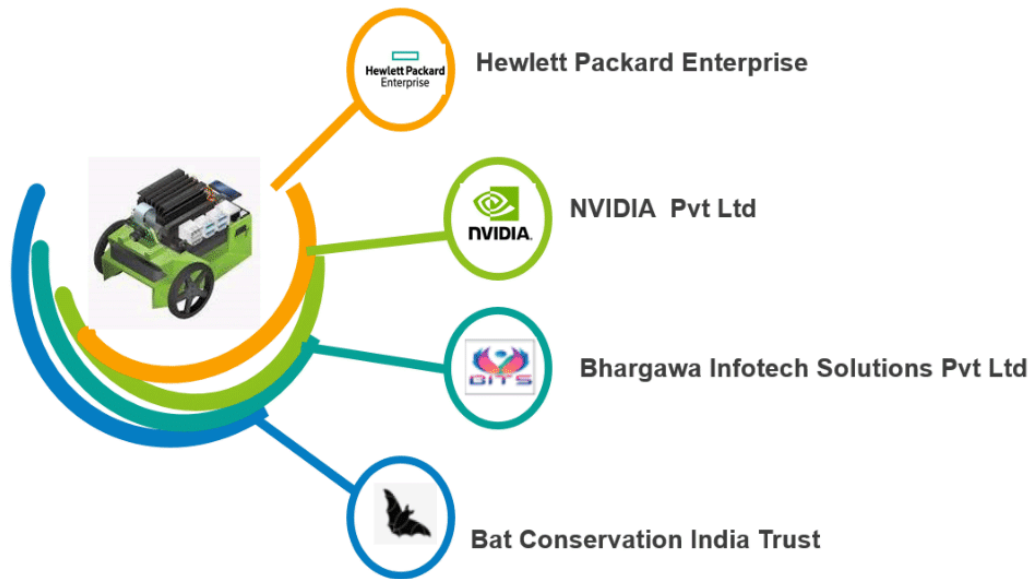 Hewlett Packard
Enterprise
Hewlett Packard Enterprise
NVIDIA.
NVIDIA Pvt Ltd
BITS
Bhargawa Infotech Solutions Pvt Ltd
Bat Conservation India Trust